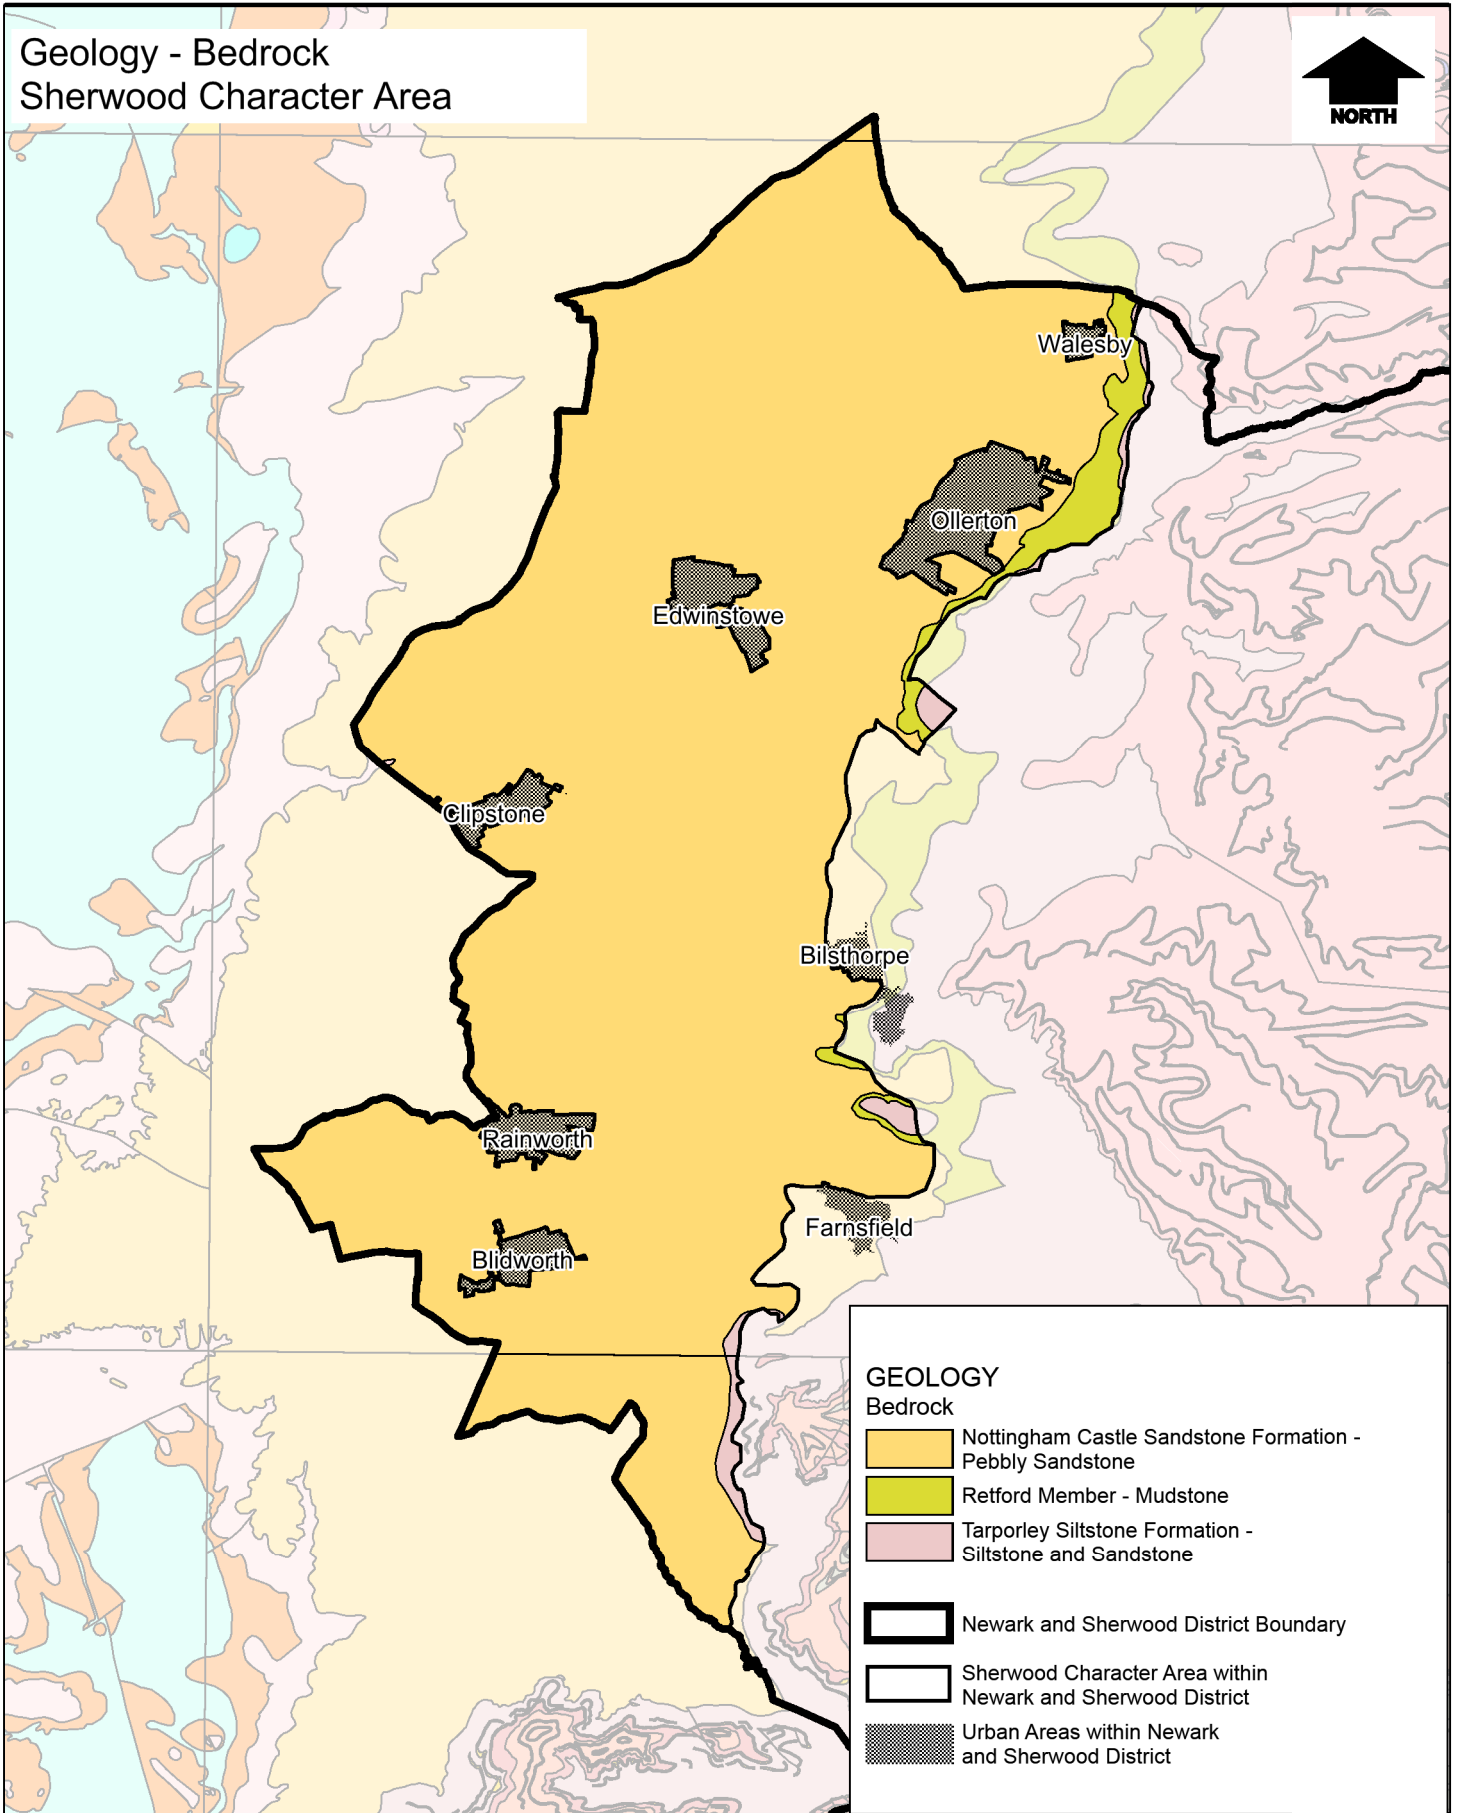 Geology - Bedrock
Sherwood Character Area
NORTH
Walesby
Ollerton
Edwinstowe
Clipstone
Bilsthorpe
Rainworth
Farnsfield
Blidworth
GEOLOGY
Bedrock
Nottingham Castle Sandstone Formation -
Pebbly Sandstone
Retford Member - Mudstone
Tarporley Siltstone Formation -
Siltstone and Sandstone
Newark and Sherwood District Boundary
Sherwood Character Area within
Newark and Sherwood District
Urban Areas within Newark
and Sherwood District